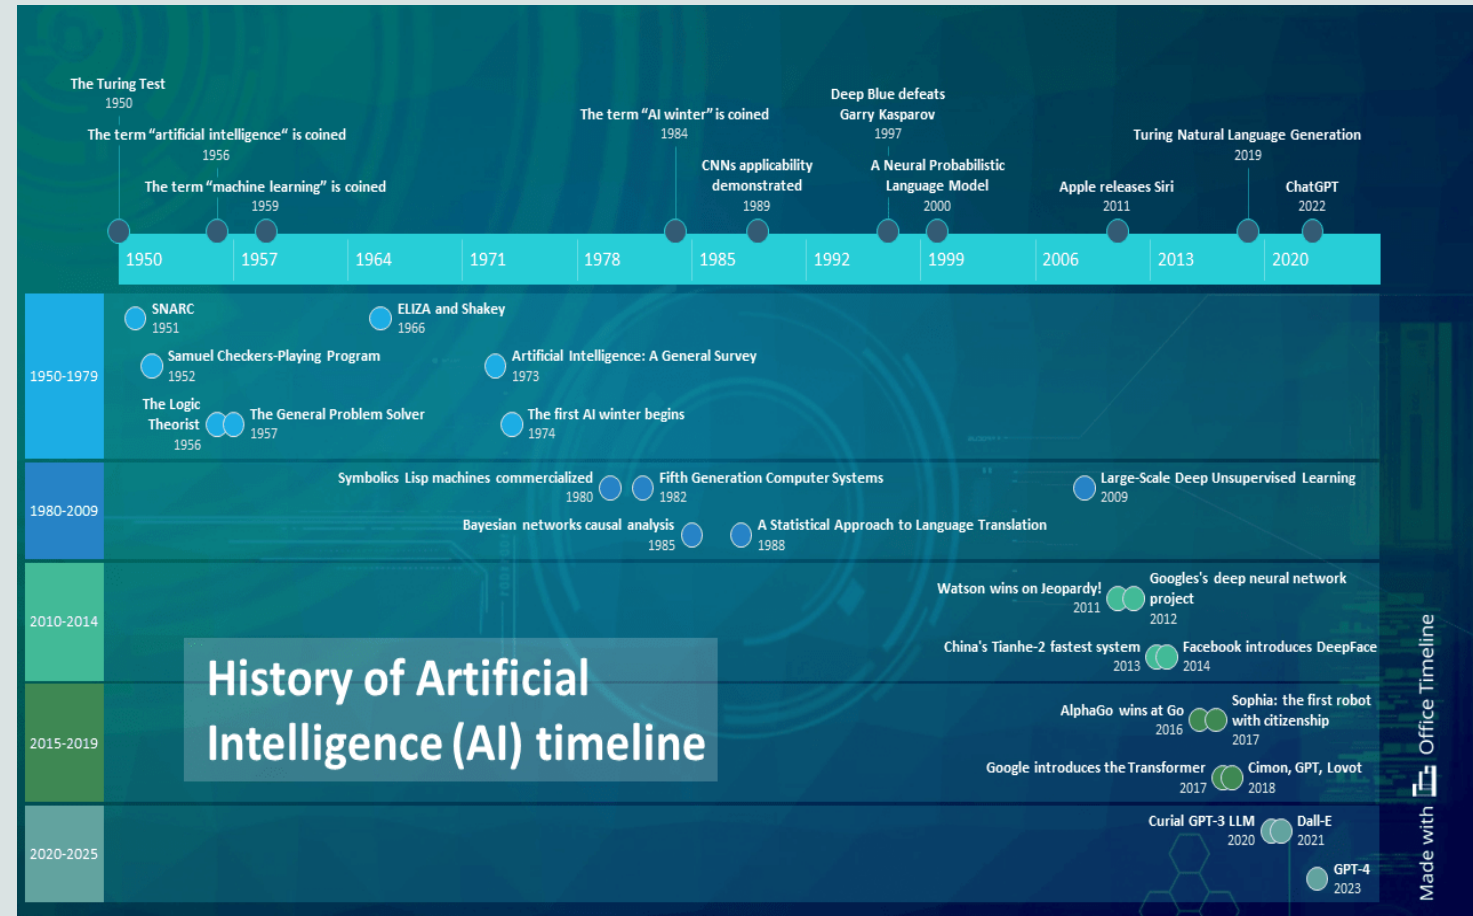 The Turing Test
1950
The term “artificial intelligence“ is coined
1956
The term “machine learning” is coined
1959
The term “AI winter” is coined
1984
CNNs applicability
demonstrated
1989
Deep Blue defeats
Garry Kasparov
1997
A Neural Probabilistic
Language Model
2000
Apple releases Siri
2011
Turing Natural Language Generation
2019
ChatGPT
2022
1950 1957 1964 1971 1978 1985 1992 1999 2006 2013 2020
1950-1979
SNARC
1951
ELIZA and Shakey
1966
Samuel Checkers-Playing Program
1952
Artificial Intelligence: A General Survey
1973
The Logic
Theorist
1956
The General Problem Solver
1957
The first AI winter begins
1974
1980-2009
Symbolics Lisp machines commercialized
1980
Fifth Generation Computer Systems
1982
Large-Scale Deep Unsupervised Learning
2009
Bayesian networks causal analysis
1985
A Statistical Approach to Language Translation
1988
2010-2014
Watson wins on Jeopardy!
2011
Googles's deep neural network
project
2012
China's Tianhe-2 fastest system
2013
Facebook introduces DeepFace
2014
2015-2019
AlphaGo wins at Go
2016
Sophia: the first robot
with citizenship
2017
Google introduces the Transformer
2017
Cimon, GPT, Lovot
2018
2020-2025
Curial GPT-3 LLM
2020
Dall-E
2021
GPT-4
2023
History of Artificial
Intelligence (AI) timeline
Made with Office Timeline